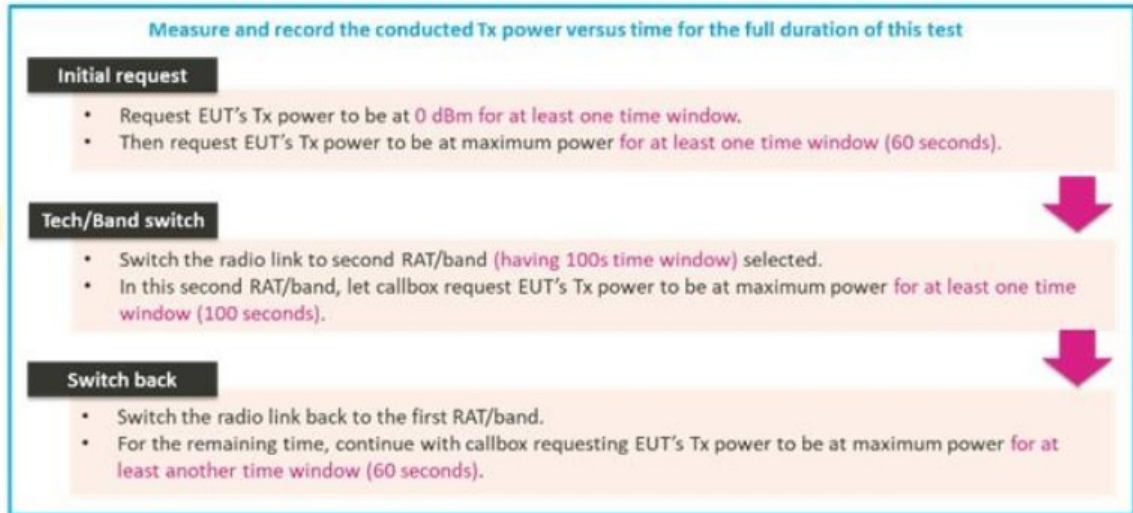 Measure and record the conducted Tx power versus time for the full duration of this test
Initial request
• Request EUT's Tx power to be at 0 dBm for at least one time window.
• Then request EUT's Tx power to be at maximum power for at least one time window (60 seconds).
Tech/Band switch
• Switch the radio link to second RAT/band (having 100s time window) selected.
• In this second RAT/band, let callbox request EUT's Tx power to be at maximum power for at least one time
window (100 seconds).
Switch back
• Switch the radio link back to the first RAT/band.
• For the remaining time, continue with callbox requesting EUT's Tx power to be at maximum power for at
least another time window (60 seconds).